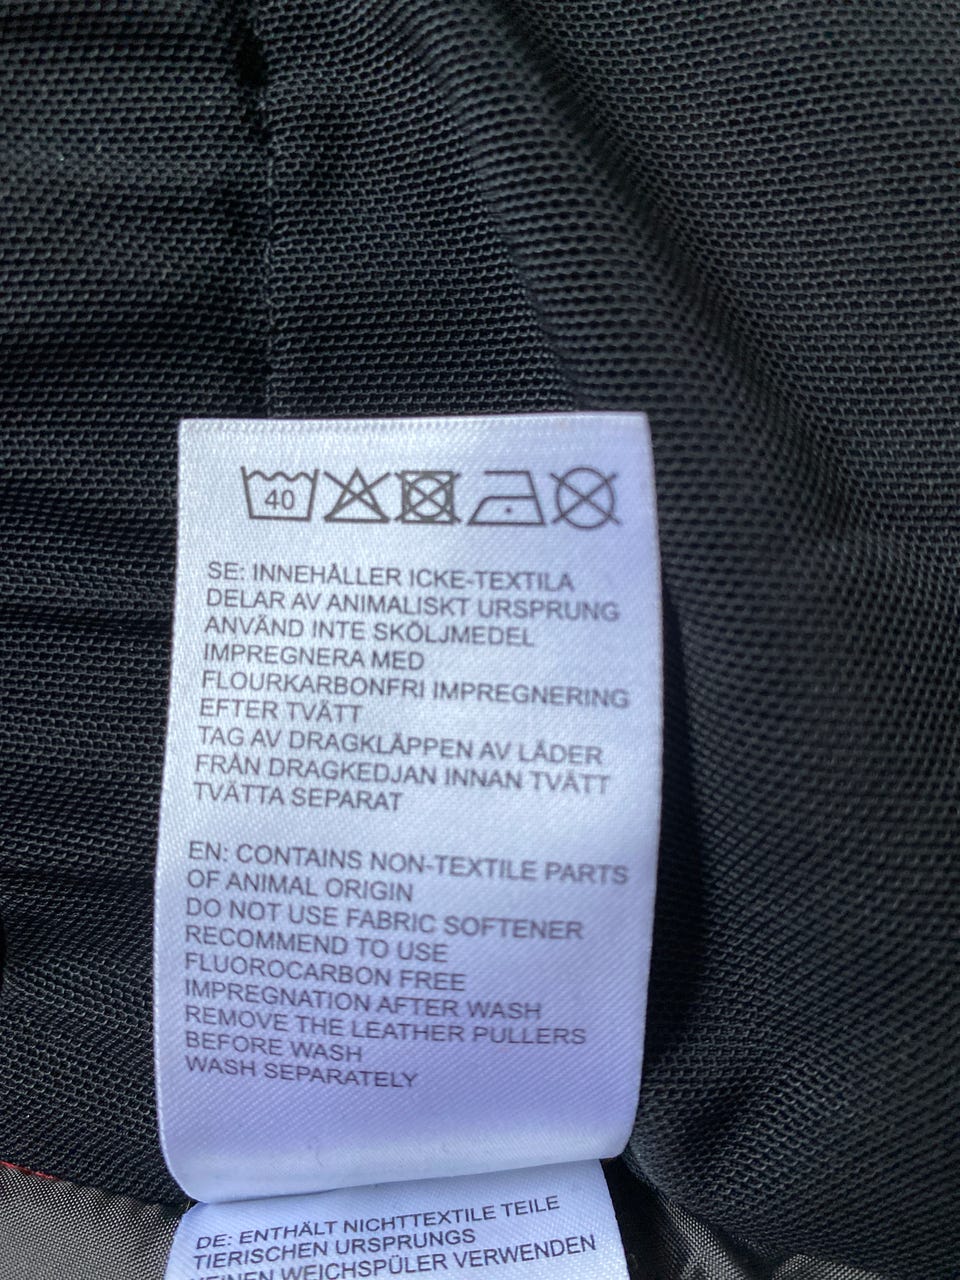 40
SE: INNEHÅLLER ICKE-TEXTILA
DELAR AV ANIMALISKT URSPRUNG
ANVÄND INTE SKÖLJMEDEL
IMPREGNERA MED
FLOURKARBONFRI IMPREGNERING
EFTER TVÄTT
TAG AV DRAGKLÄPPEN AV LÄDER
FRÅN DRAGKEDJAN INNAN TVÄTT
TVÄTTA SEPARAT
EN: CONTAINS NON-TEXTILE PARTS
OF ANIMAL ORIGIN
DO NOT USE FABRIC SOFTENER
RECOMMEND TO USE
FLUOROCARBON FREE
IMPREGNATION AFTER WASH
REMOVE THE LEATHER PULLERS
BEFORE WASH
WASH SEPARATELY
DE: ENTHÄLT NICHTTEXTILE TEILE
TIERISCHEN URSPRUNGS
KEINEN WEICHSPÜLER VERWENDEN